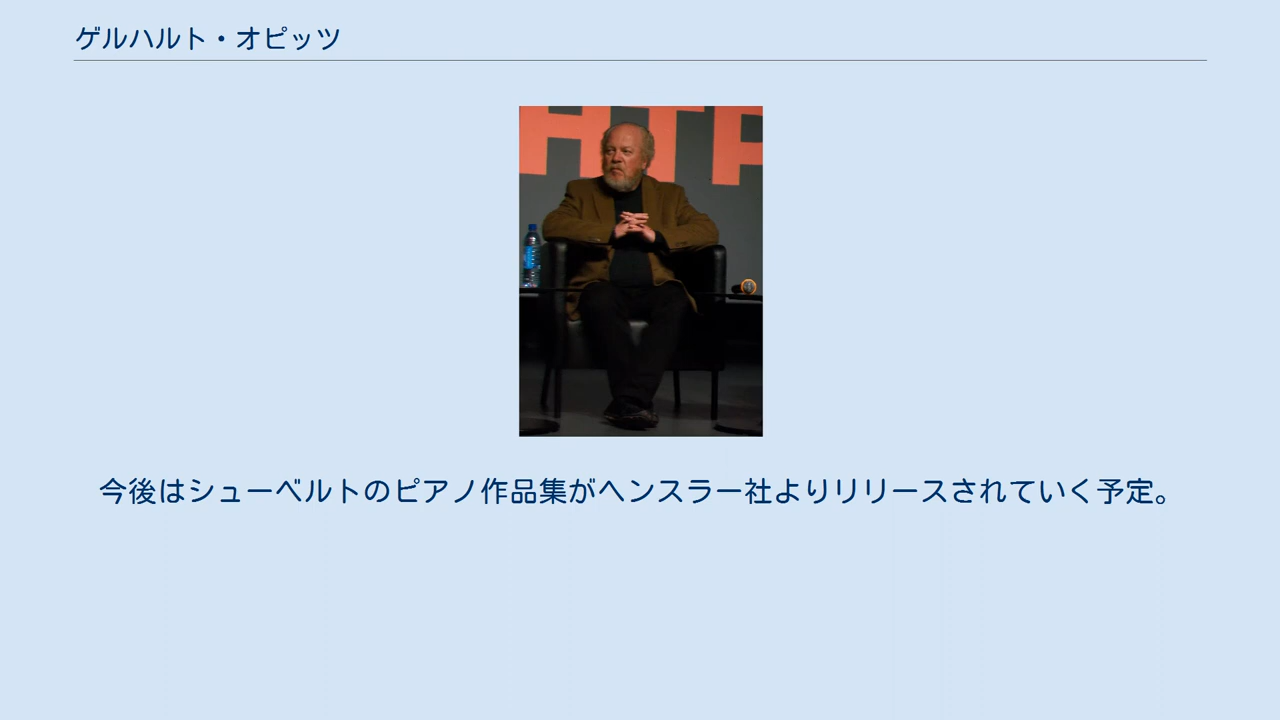 ゲルハルト・オピッツ
HTP
今後はシューベルトのピアノ作品集がヘンスラー社よりリリースされていく予定。